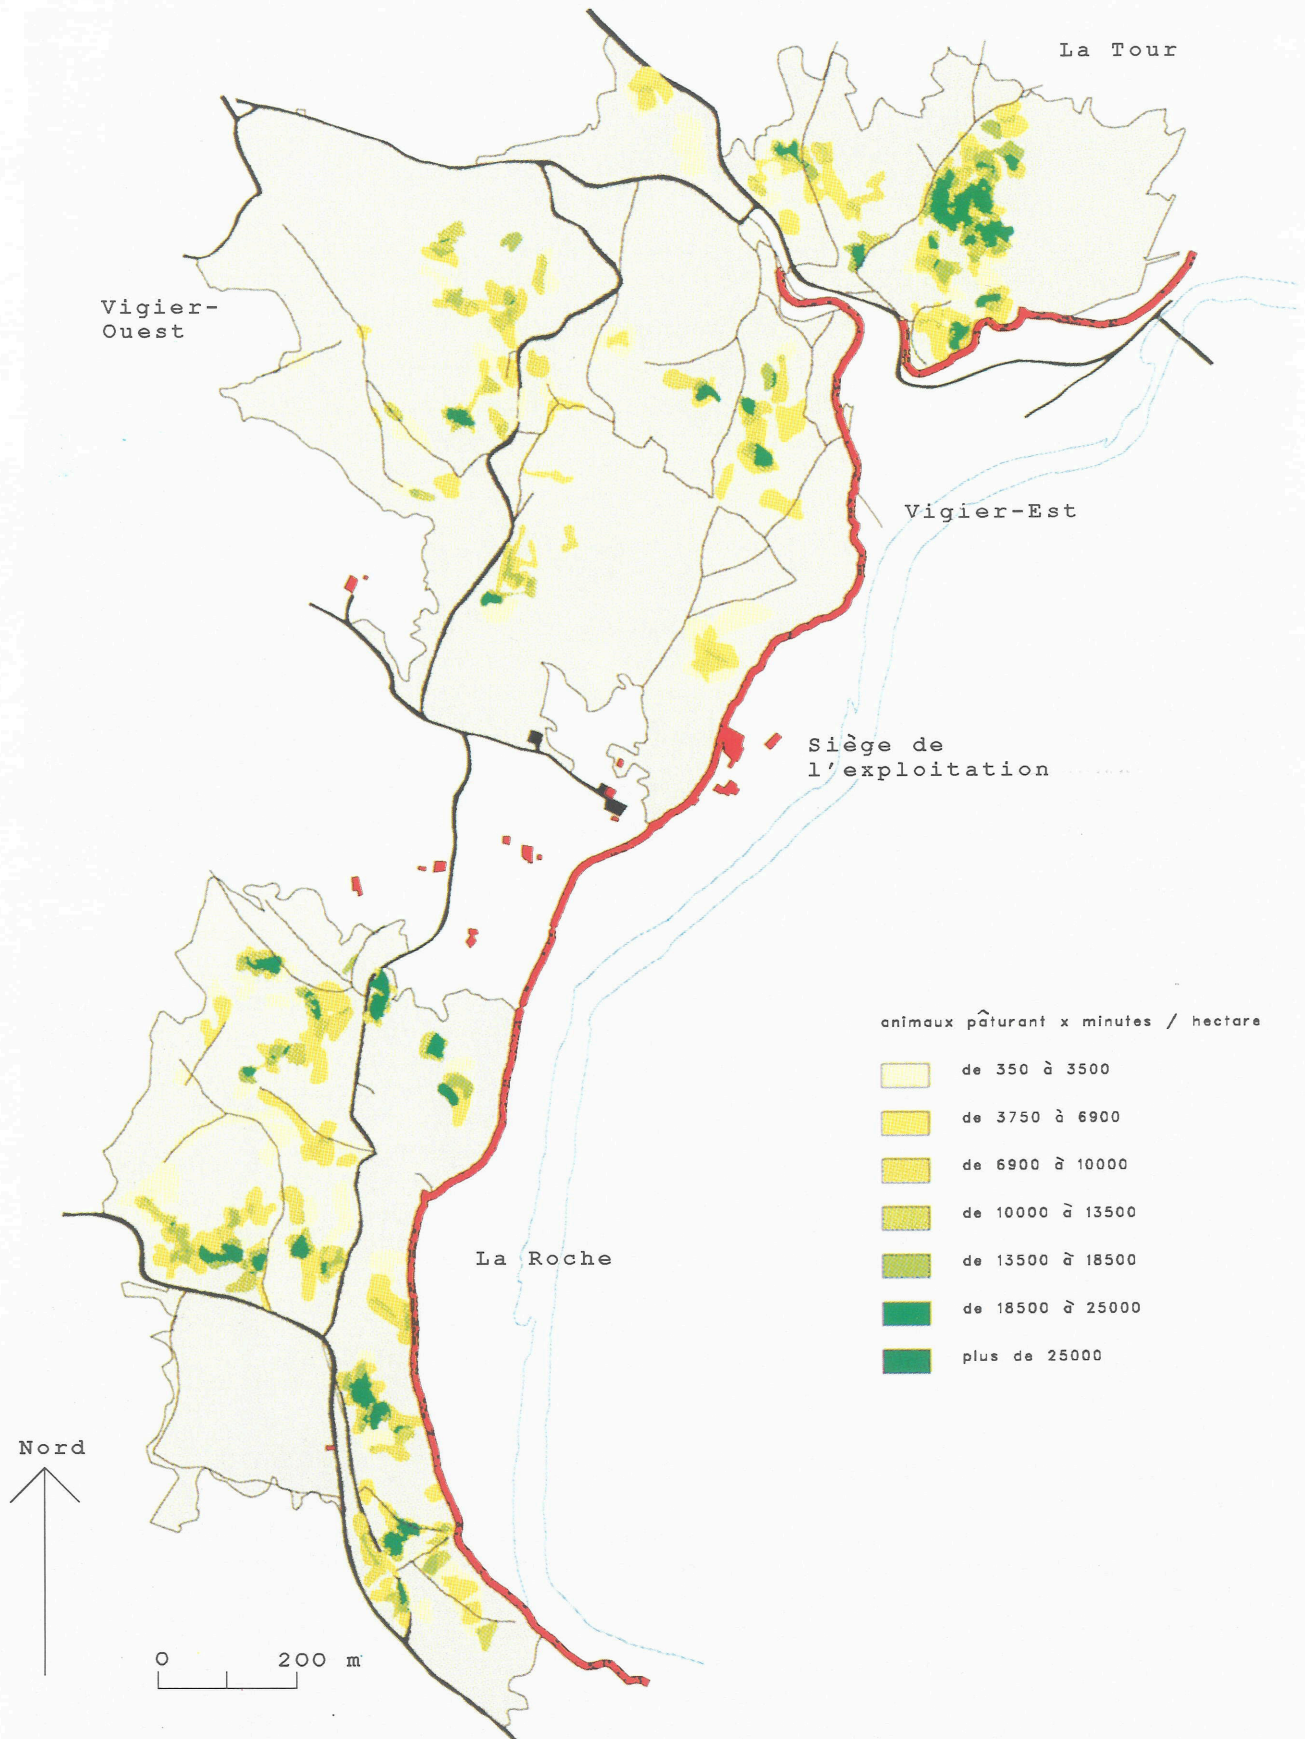 La Tour
Vigier-
Ouest
Vigier-Est
Siège de
l'exploitation
animaux pâturant x minutes / hectare
de 350 à 3500
de 3750 à 6900
de 6900 à 10000
de 10000 à 13500
de 13500 à 18500
de 18500 à 25000
plus de 25000
La Roche
Nord
0 200 m